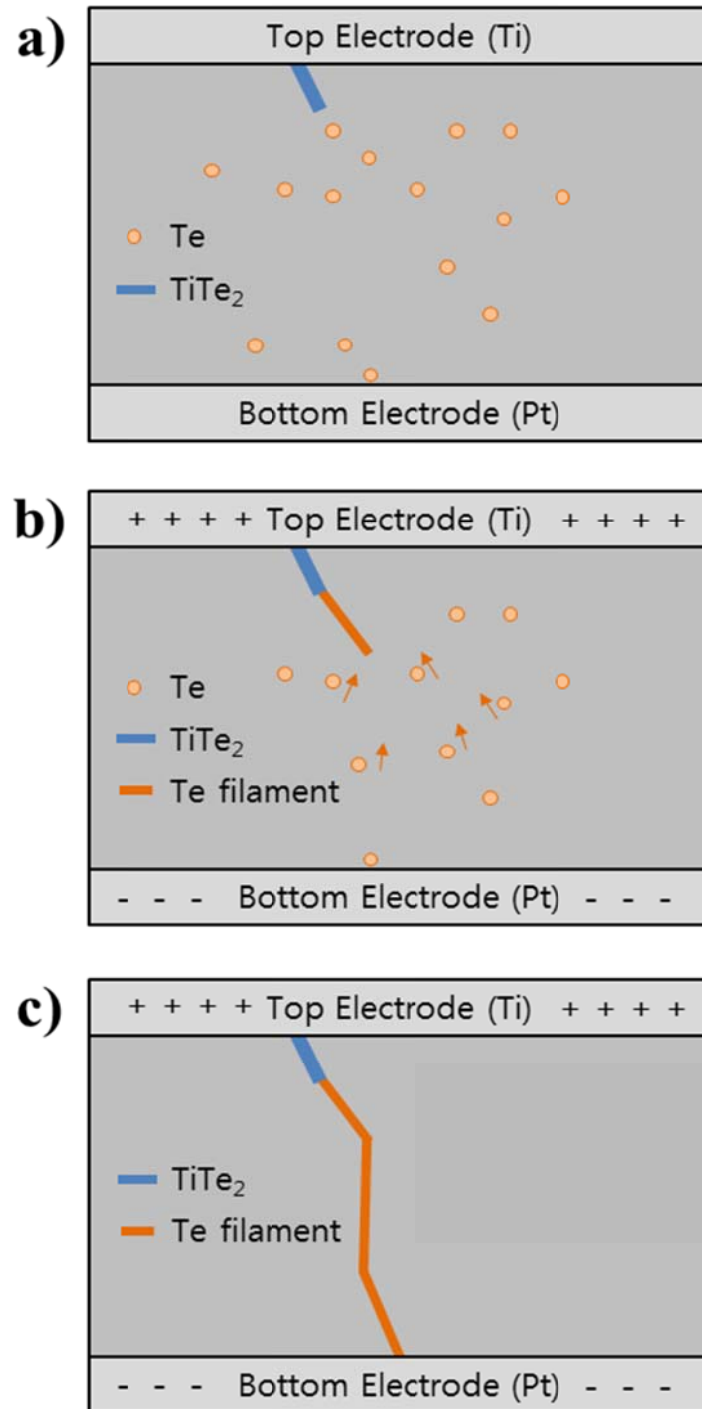 a)
Top Electrode (Ti)
Te
TiTe₂
Bottom Electrode (Pt)
b)
+ + + + Top Electrode (Ti) + + + +
Te
TiTe₂
Te filament
- - - Bottom Electrode (Pt) - - -
c)
+ + + + Top Electrode (Ti) + + + +
TiTe₂
Te filament
- - - Bottom Electrode (Pt) - - -